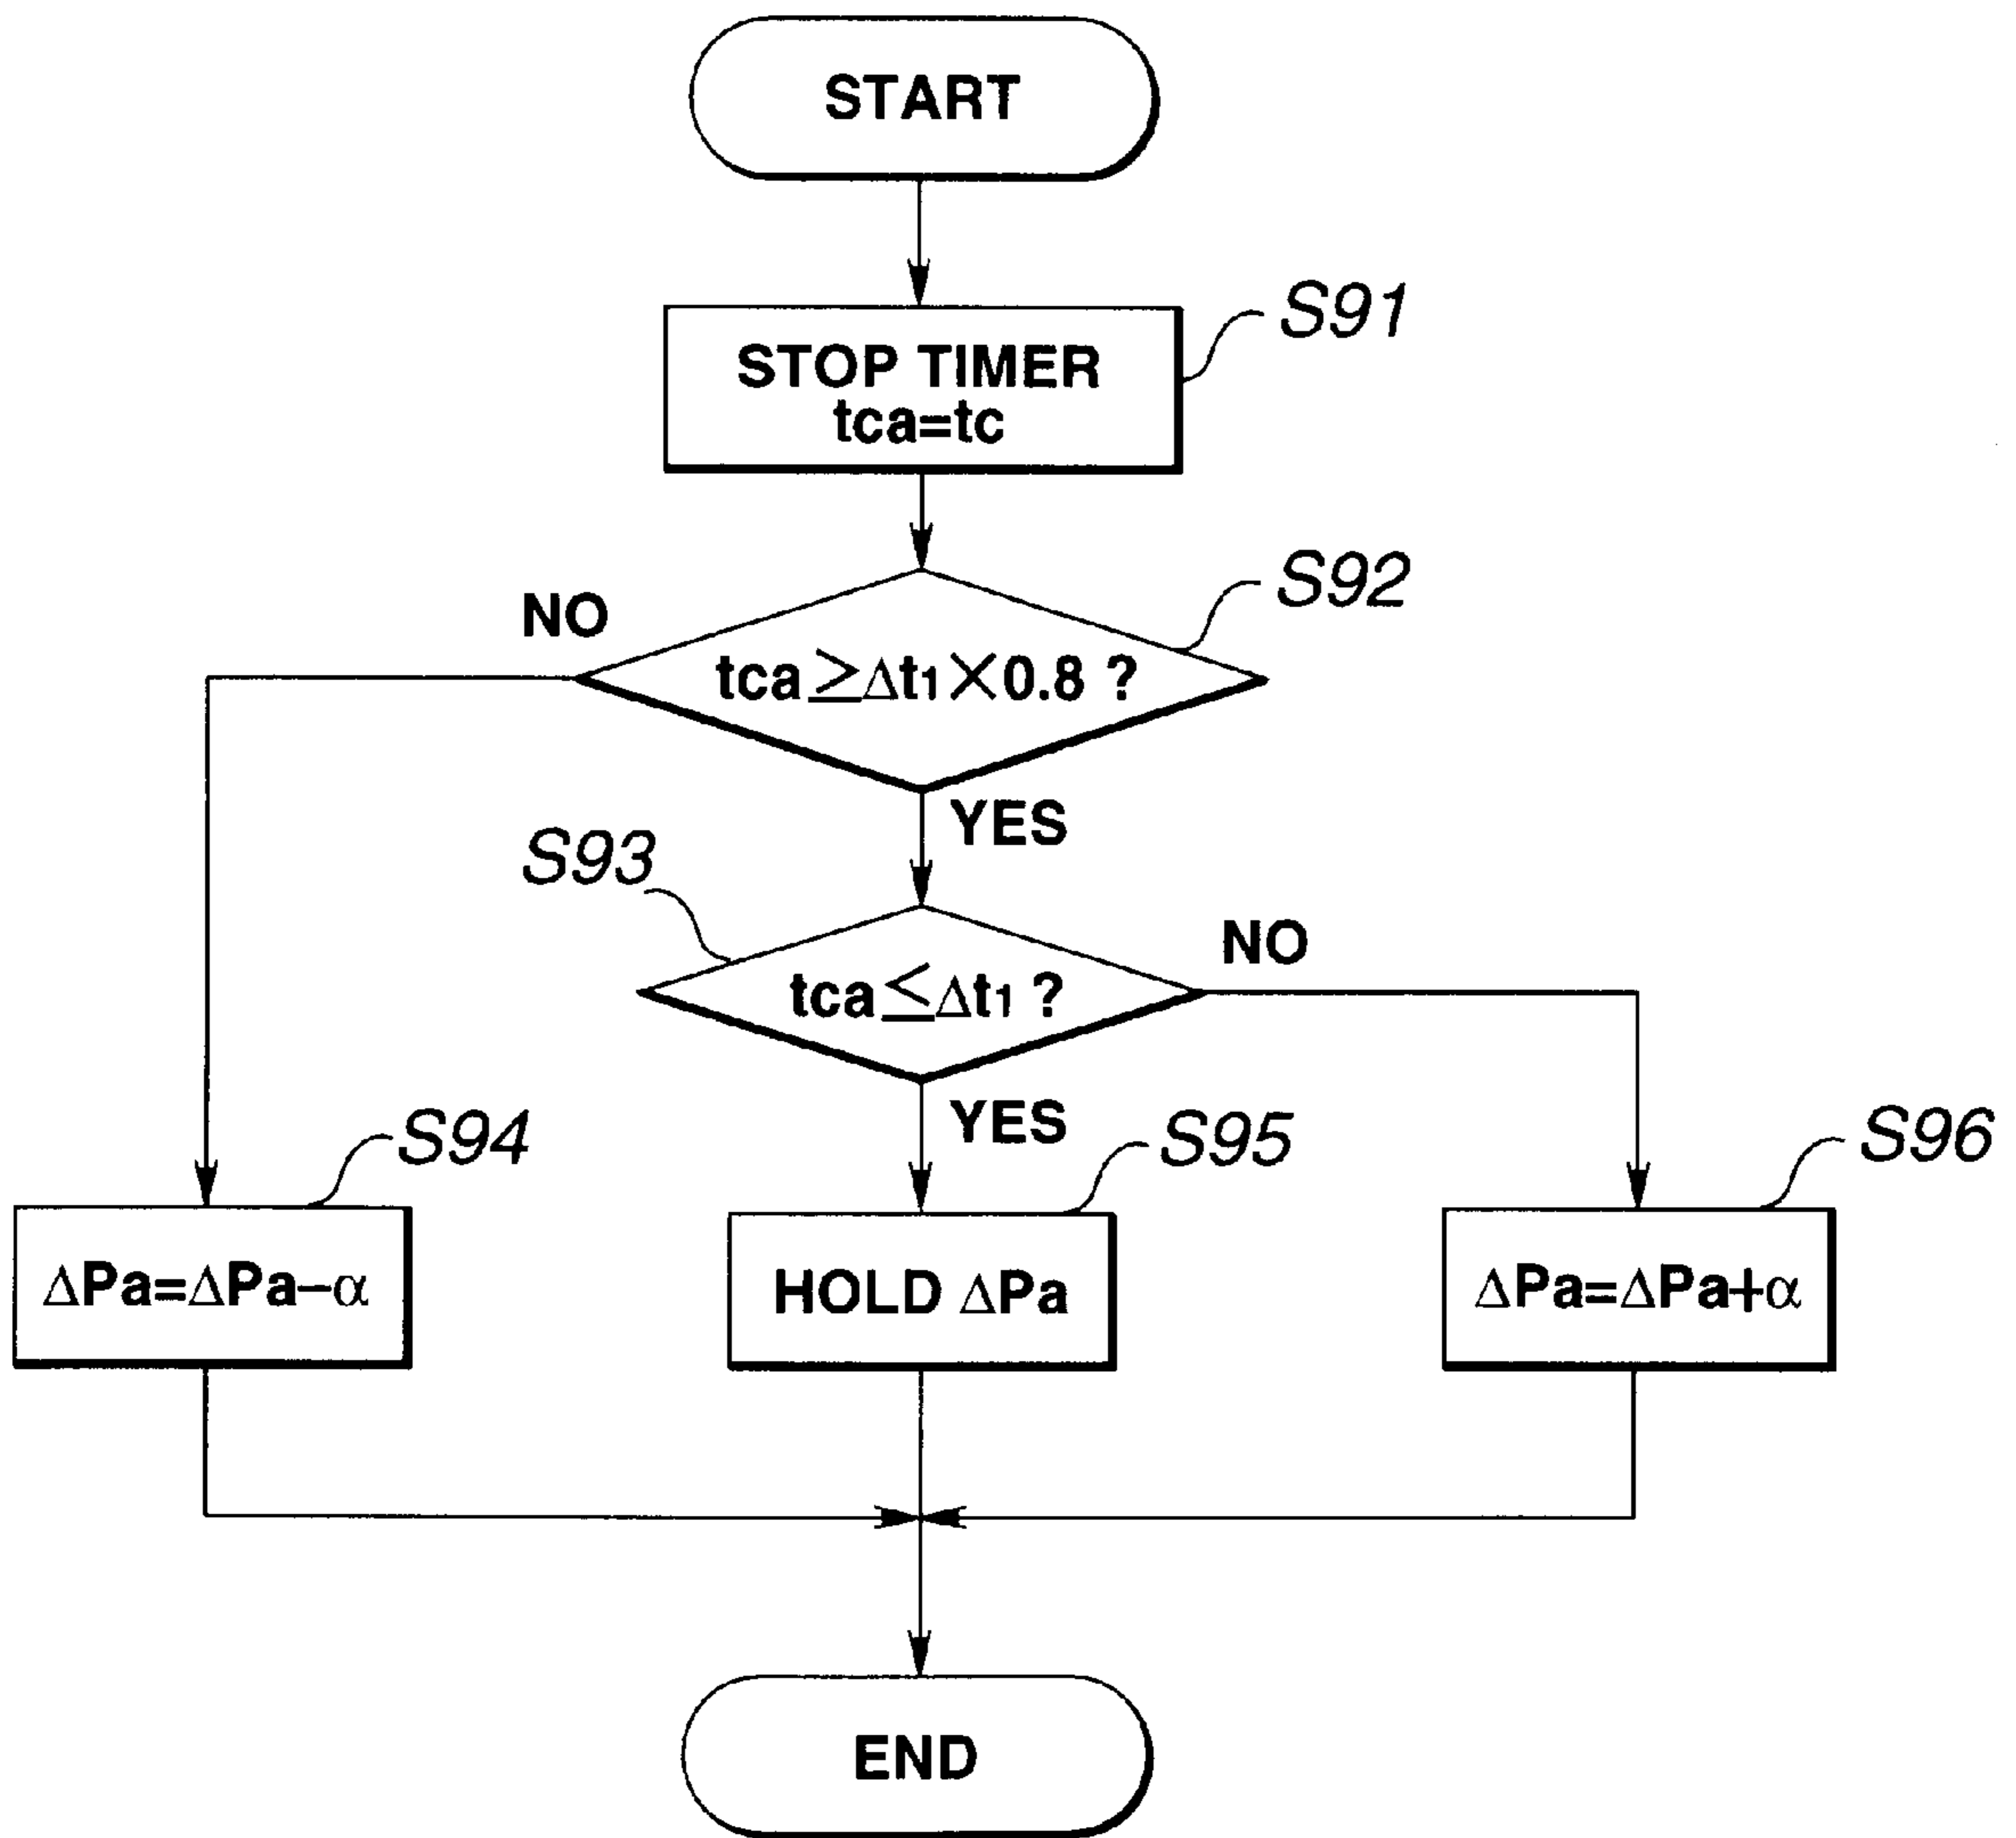 START
S91
STOP TIMER
tca=tc
S92
NO
tca≧Δt1×0.8 ?
YES
S93
NO
tca≦Δt1 ?
YES
S94
S95
S96
ΔPa=ΔPa−α
HOLD ΔPa
ΔPa=ΔPa+α
END